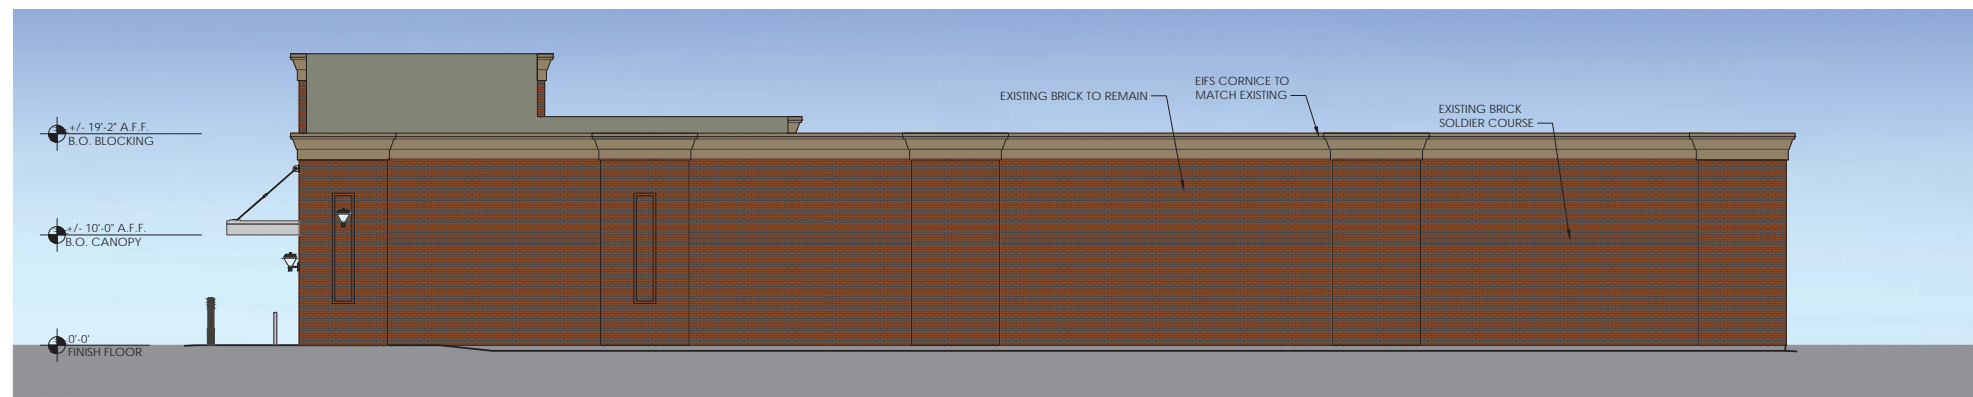 EXISTING BRICK TO REMAIN
EIFS CORNICE TO
MATCH EXISTING
EXISTING BRICK
SOLDIER COURSE
+/- 19'-2" A.F.F.
B.O. BLOCKING
+/- 10'-0" A.F.F.
B.O. CANOPY
0'-0'
FINISH FLOOR